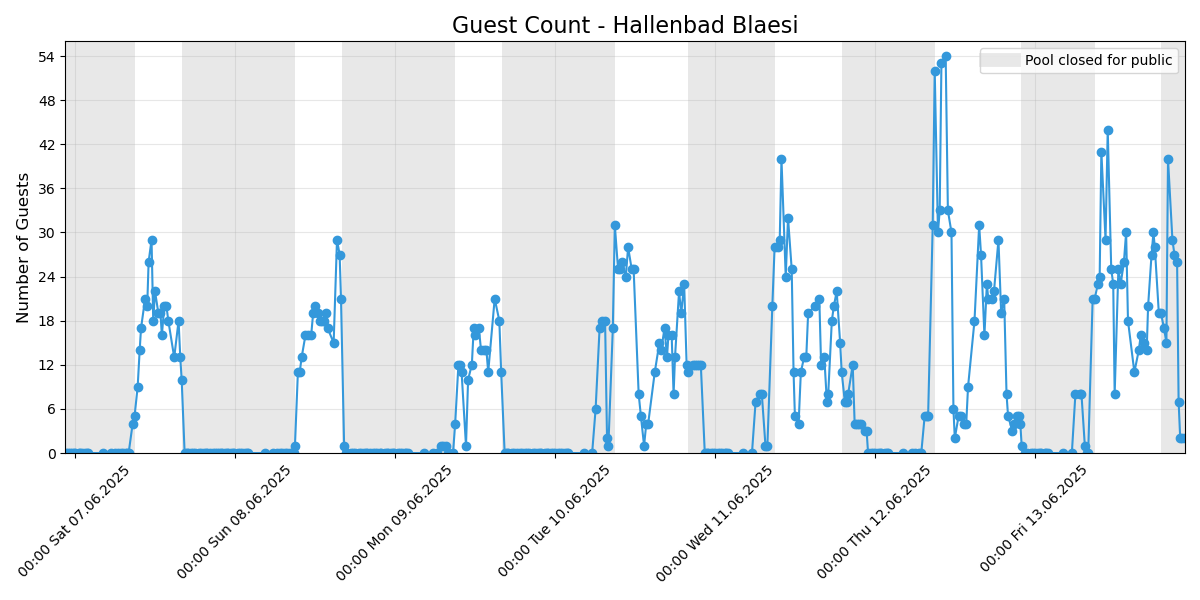 Guest Count - Hallenbad Blaesi
Pool closed for public
Number of Guests
54
48
42
36
30
24
18
12
6
0
00:00 Sat 07.06.2025
00:00 Sun 08.06.2025
00:00 Mon 09.06.2025
00:00 Tue 10.06.2025
00:00 Wed 11.06.2025
00:00 Thu 12.06.2025
00:00 Fri 13.06.2025